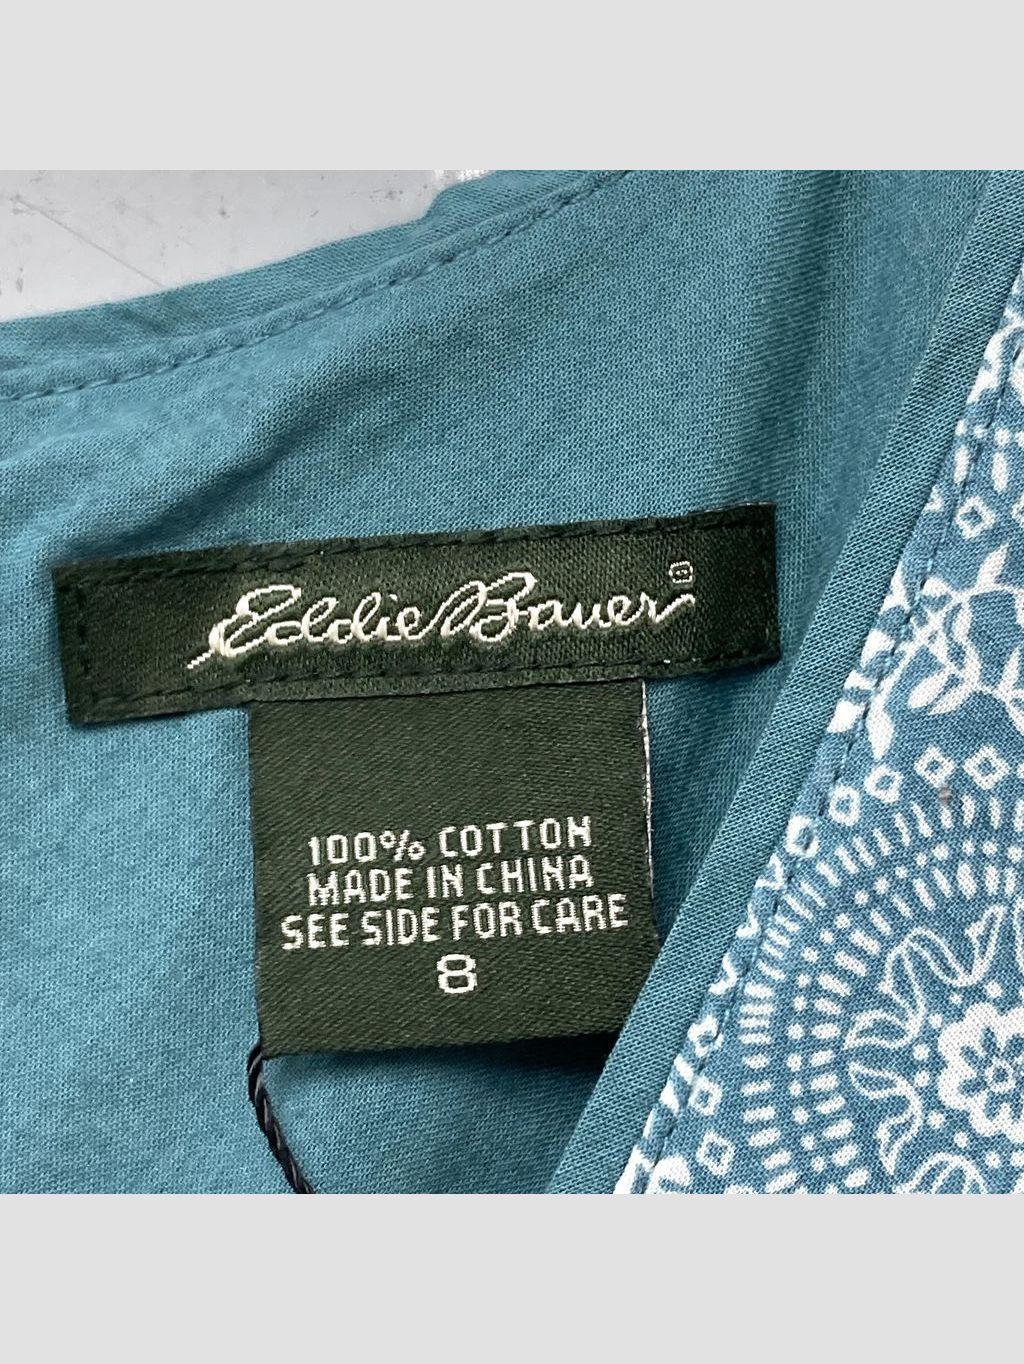 Eddie Bauer®
100% COTTON
MADE IN CHINA
SEE SIDE FOR CARE
8